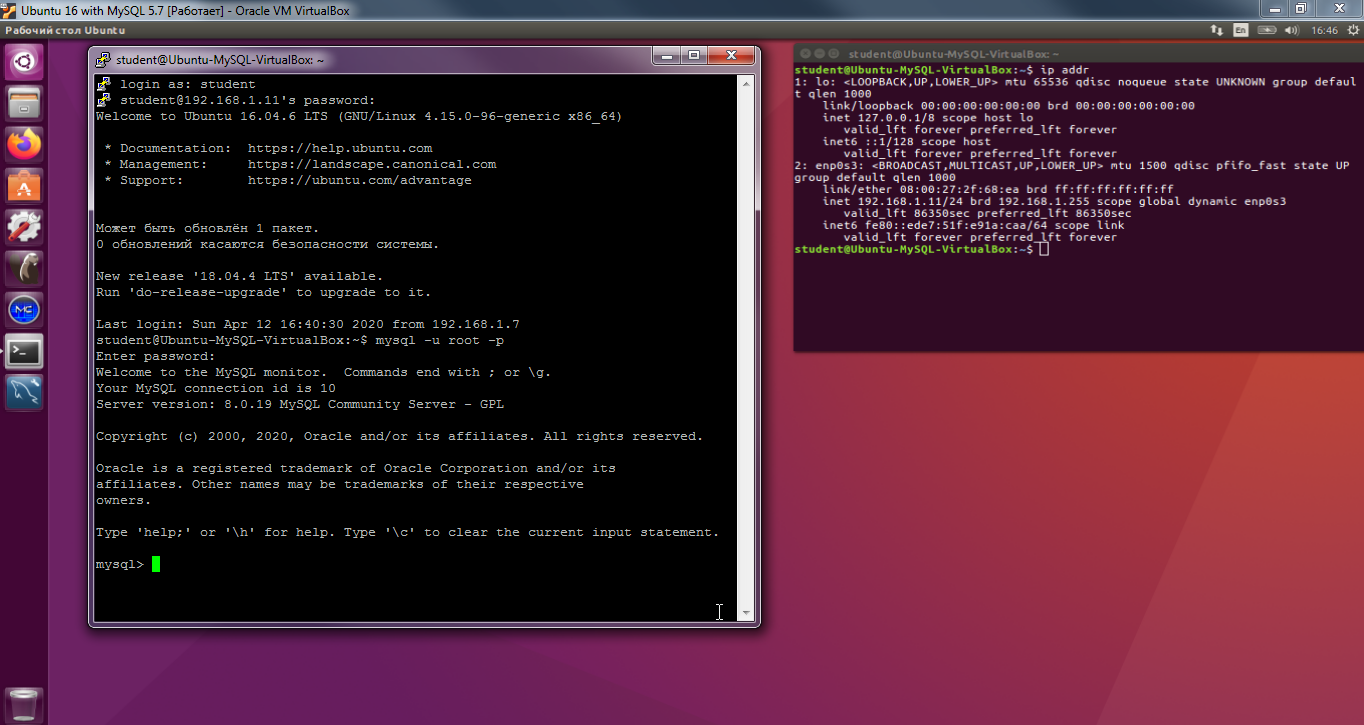 Ubuntu 16 with MySQL 5.7 [Работает] - Oracle VM VirtualBox
Рабочий стол Ubuntu
En
16:46
student@Ubuntu-MySQL-VirtualBox: ~
login as: student
student@192.168.1.11's password:
Welcome to Ubuntu 16.04.6 LTS (GNU/Linux 4.15.0-96-generic x86_64)
* Documentation: https://help.ubuntu.com
* Management: https://landscape.canonical.com
* Support: https://ubuntu.com/advantage
Может быть обновлён 1 пакет.
0 обновлений касаются безопасности системы.
New release '18.04.4 LTS' available.
Run 'do-release-upgrade' to upgrade to it.
Last login: Sun Apr 12 16:40:30 2020 from 192.168.1.7
student@Ubuntu-MySQL-VirtualBox:~$ mysql -u root -p
Enter password:
Welcome to the MySQL monitor. Commands end with ; or \g.
Your MySQL connection id is 10
Server version: 8.0.19 MySQL Community Server - GPL
Copyright (c) 2000, 2020, Oracle and/or its affiliates. All rights reserved.
Oracle is a registered trademark of Oracle Corporation and/or its
affiliates. Other names may be trademarks of their respective
owners.
Type 'help;' or '\h' for help. Type '\c' to clear the current input statement.
mysql>
student@Ubuntu-MySQL-VirtualBox: ~
student@Ubuntu-MySQL-VirtualBox:~$ ip addr
1: lo: <LOOPBACK,UP,LOWER_UP> mtu 65536 qdisc noqueue state UNKNOWN group defaul
t qlen 1000
link/loopback 00:00:00:00:00:00 brd 00:00:00:00:00:00
inet 127.0.0.1/8 scope host lo
valid_lft forever preferred_lft forever
inet6 ::1/128 scope host
valid_lft forever preferred_lft forever
2: enp0s3: <BROADCAST,MULTICAST,UP,LOWER_UP> mtu 1500 qdisc pfifo_fast state UP
group default qlen 1000
link/ether 08:00:27:2f:68:ea brd ff:ff:ff:ff:ff:ff
inet 192.168.1.11/24 brd 192.168.1.255 scope global dynamic enp0s3
valid_lft 86350sec preferred_lft 86350sec
inet6 fe80::ede7:51f:e91a:caa/64 scope link
valid_lft forever preferred_lft forever
student@Ubuntu-MySQL-VirtualBox:~$
MC